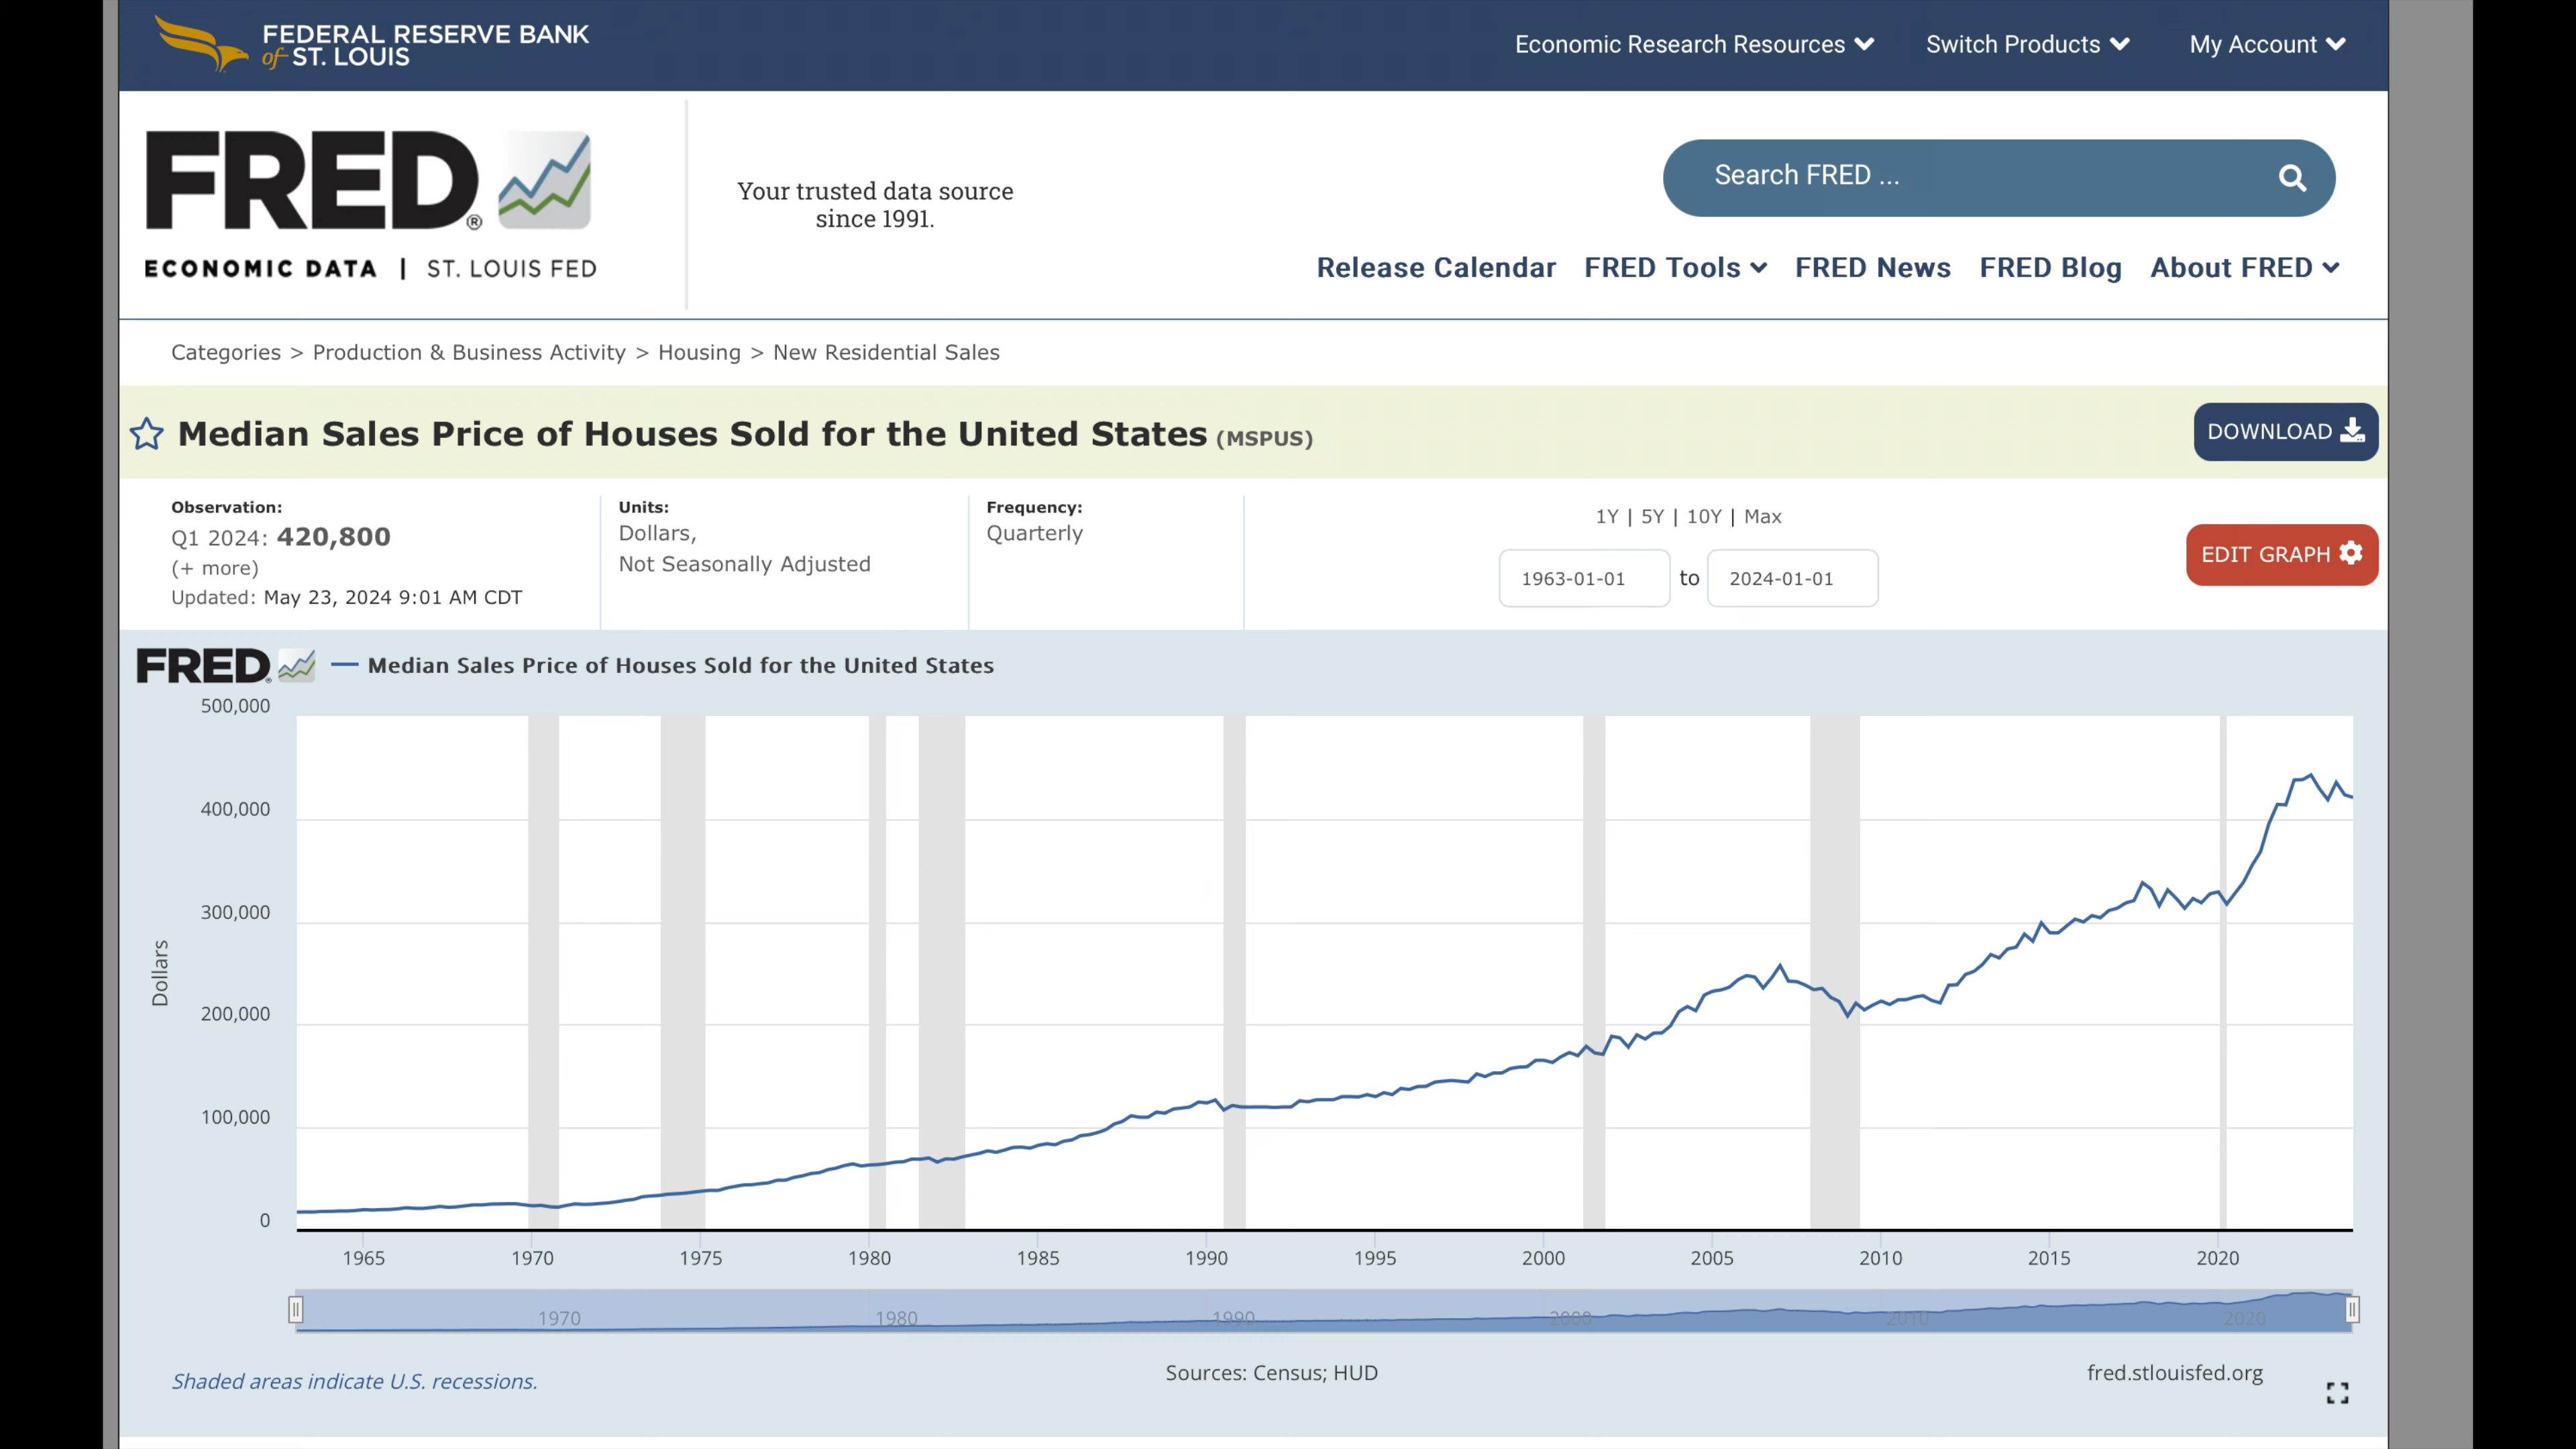 FEDERAL RESERVE BANK
of ST. LOUIS
Economic Research Resources
Switch Products
My Account
FRED®
ECONOMIC DATA | ST. LOUIS FED
Your trusted data source
since 1991.
Search FRED ...
Release Calendar
FRED Tools
FRED News
FRED Blog
About FRED
Categories > Production & Business Activity > Housing > New Residential Sales
Median Sales Price of Houses Sold for the United States (MSPUS)
DOWNLOAD
Observation:
Q1 2024: 420,800
(+ more)
Updated: May 23, 2024 9:01 AM CDT
Units:
Dollars,
Not Seasonally Adjusted
Frequency:
Quarterly
1Y | 5Y | 10Y | Max
1963-01-01 to 2024-01-01
EDIT GRAPH
FRED® — Median Sales Price of Houses Sold for the United States
500,000
400,000
300,000
200,000
100,000
0
Dollars
1965 1970 1975 1980 1985 1990 1995 2000 2005 2010 2015 2020
1970 1980 1990 2000 2010 2020
Shaded areas indicate U.S. recessions.
Sources: Census; HUD
fred.stlouisfed.org